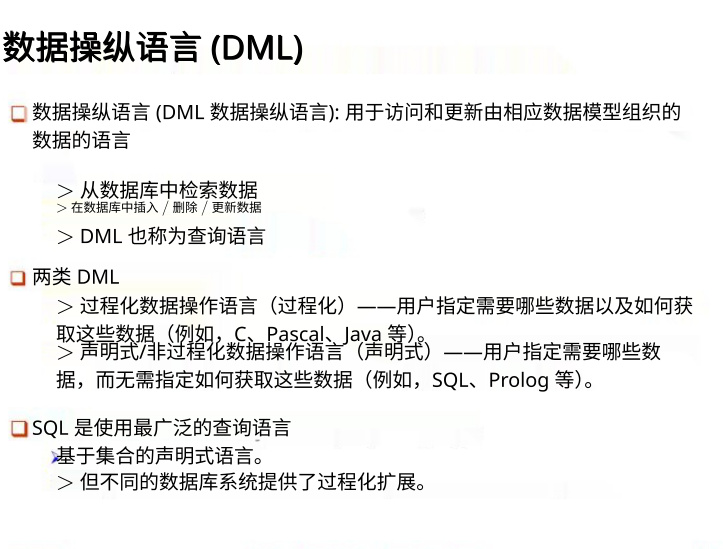 数据操纵语言 (DML)
数据操纵语言 (DML 数据操纵语言): 用于访问和更新由相应数据模型组织的
数据的语言
> 从数据库中检索数据
> 在数据库中插入 / 删除 / 更新数据
> DML 也称为查询语言
两类 DML
> 过程化数据操作语言（过程化）——用户指定需要哪些数据以及如何获
取这些数据（例如，C、Pascal、Java 等）。
> 声明式/非过程化数据操作语言（声明式）——用户指定需要哪些数
据，而无需指定如何获取这些数据（例如，SQL、Prolog 等）。
SQL 是使用最广泛的查询语言
基于集合的声明式语言。
> 但不同的数据库系统提供了过程化扩展。